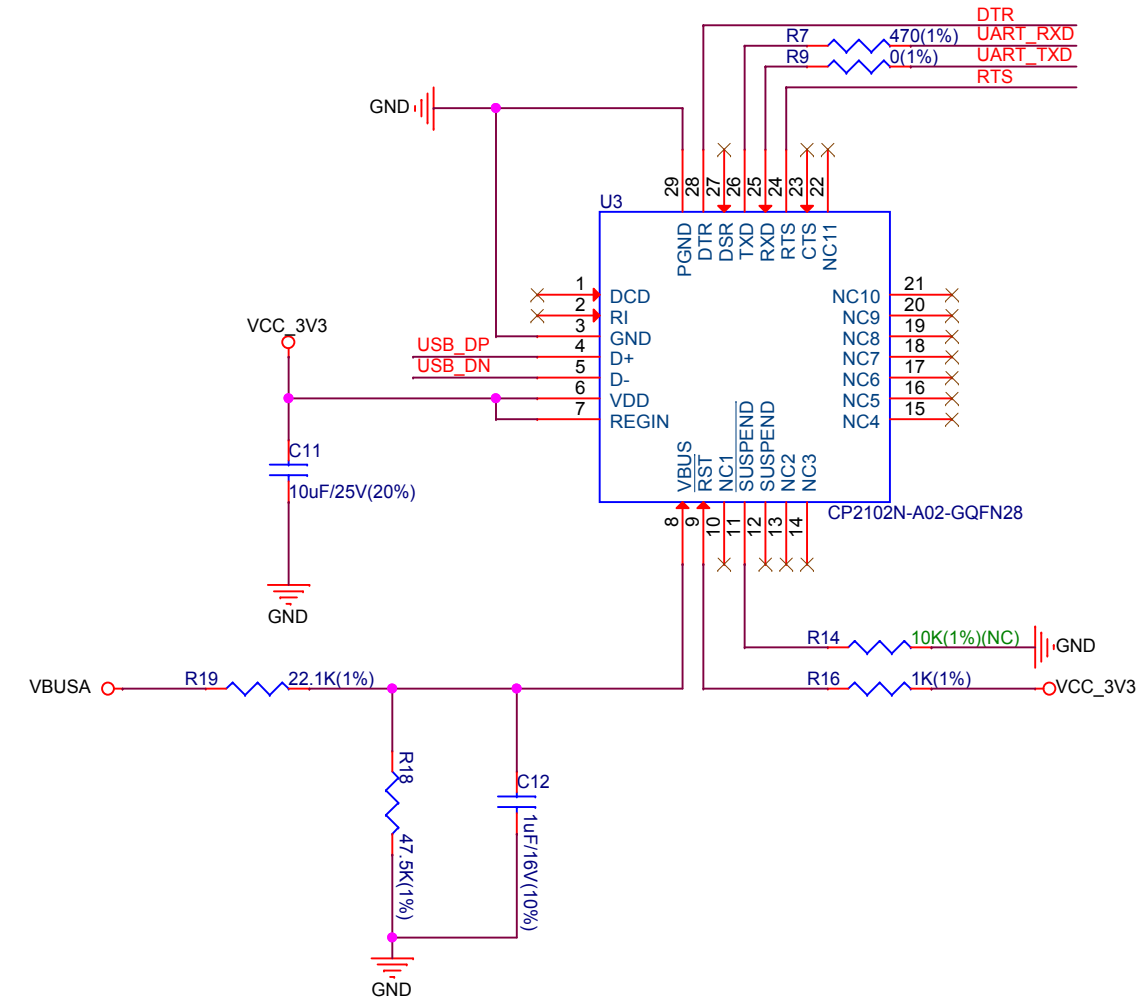 DTR
R7 470(1%) UART_RXD
R9 0(1%) UART_TXD
RTS
GND
29 28 27 26 25 24 23 22
U3
PGND DTR DSR TXD RXD RTS CTS NC11
1 DCD NC10 21
2 RI NC9 20
3 GND NC8 19
VCC_3V3
USB_DP 4 D+ NC7 18
USB_DN 5 D- NC6 17
6 VDD NC5 16
7 REGIN NC4 15
VBUS RST NC1 SUSPEND SUSPEND NC2 NC3
C11
10uF/25V(20%)
CP2102N-A02-GQFN28
8 9 10 11 12 13 14
GND
R14 10K(1%)(NC) GND
VBUSA R19 22.1K(1%)
R16 1K(1%) VCC_3V3
R18
47.5K(1%)
C12
1uF/16V(10%)
GND